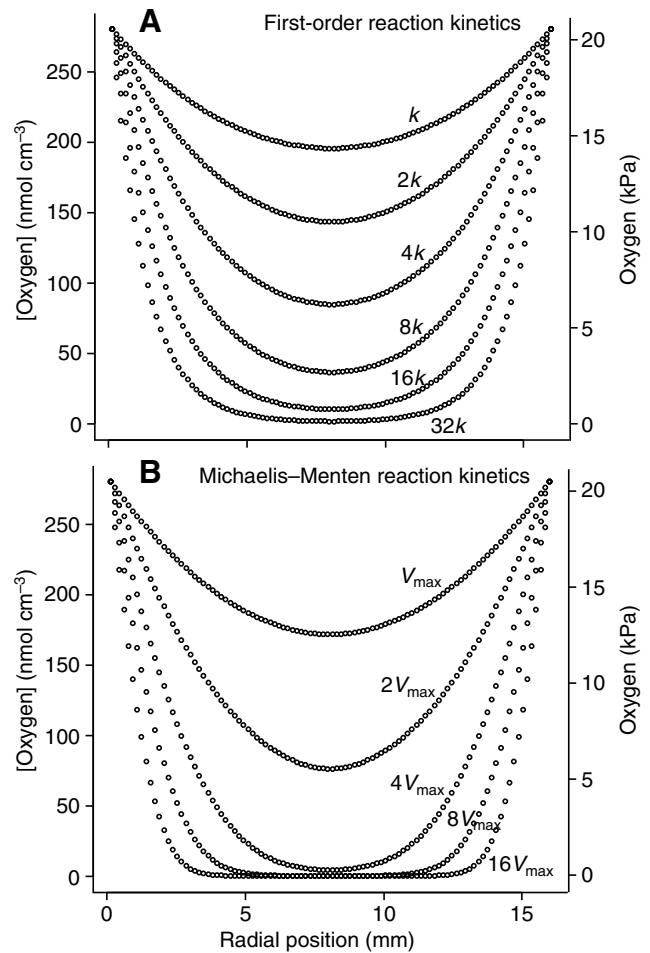 A First-order reaction kinetics
[Oxygen] (nmol cm⁻³)
250
200
150
100
50
0
k
2k
4k
8k
16k
32k
20
15
10
5
0
Oxygen (kPa)
B Michaelis–Menten reaction kinetics
[Oxygen] (nmol cm⁻³)
250
200
150
100
50
0
Vmax
2Vmax
4Vmax
8Vmax
16Vmax
20
15
10
5
0
Oxygen (kPa)
0 5 10 15
Radial position (mm)